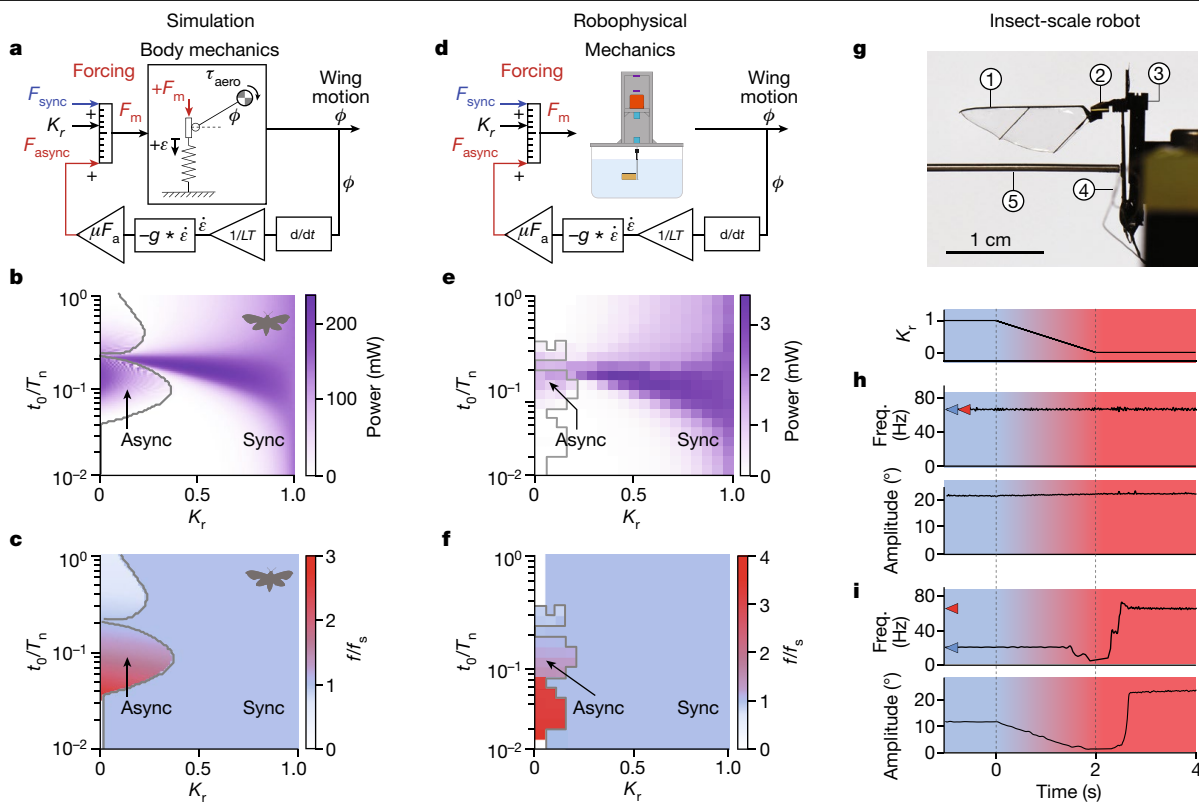 Simulation
Robophysical
Insect-scale robot
a
Body mechanics
Forcing
F_sync
K_r
F_async
F_m
+F_m
τ_aero
ϕ
+ε
Wing
motion
ϕ
ϕ
+
+
μF_a
−g * ε̇
ε̇
1/LT
d/dt
d
Mechanics
Forcing
F_sync
K_r
F_async
F_m
Wing
motion
ϕ
ϕ
+
+
μF_a
−g * ε̇
ε̇
1/LT
d/dt
g
1
2
3
4
5
1 cm
b
t_0/T_n
10^0
10^−1
10^−2
Async
Sync
0
0.5
1.0
K_r
Power (mW)
200
100
0
e
t_0/T_n
10^0
10^−1
10^−2
Async
Sync
0
0.5
1.0
K_r
Power (mW)
3
2
1
0
c
t_0/T_n
10^0
10^−1
10^−2
Async
Sync
0
0.5
1.0
K_r
f/f_s
3
2
1
0
f
t_0/T_n
10^0
10^−1
10^−2
Async
Sync
0
0.5
1.0
K_r
f/f_s
4
3
2
1
0
K_r
1
0
h
Freq.
(Hz)
80
40
0
Amplitude (°)
20
10
0
i
Freq.
(Hz)
80
40
0
Amplitude (°)
20
10
0
0
2
4
Time (s)